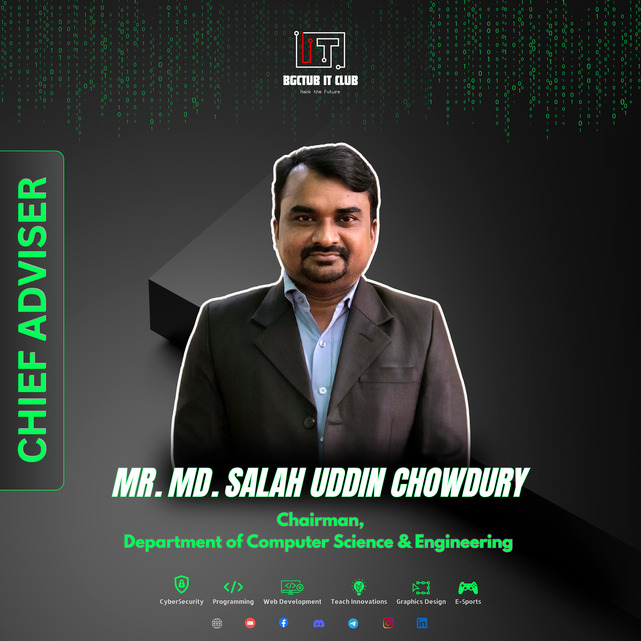 IT
BGCTUB IT CLUB
Hack the Future
CHIEF ADVISER
MR. MD. SALAH UDDIN CHOWDURY
Chairman,
Department of Computer Science & Engineering
CyberSecurity Programming Web Development Teach Innovations Graphics Design E-Sports